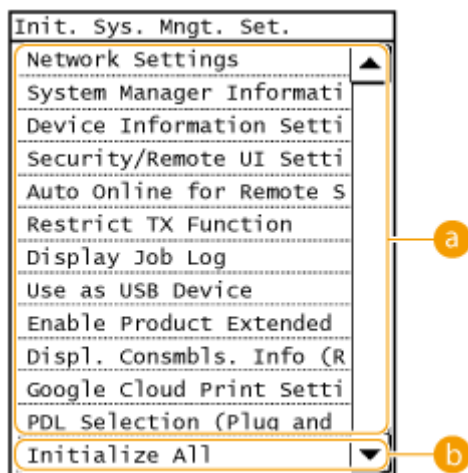 Init. Sys. Mngt. Set.
Network Settings
System Manager Informati
Device Information Setti
Security/Remote UI Setti
Auto Online for Remote S
Restrict TX Function
Display Job Log
Use as USB Device
Enable Product Extended
Displ. Consmbls. Info (R
Google Cloud Print Setti
PDL Selection (Plug and
Initialize All
a
b